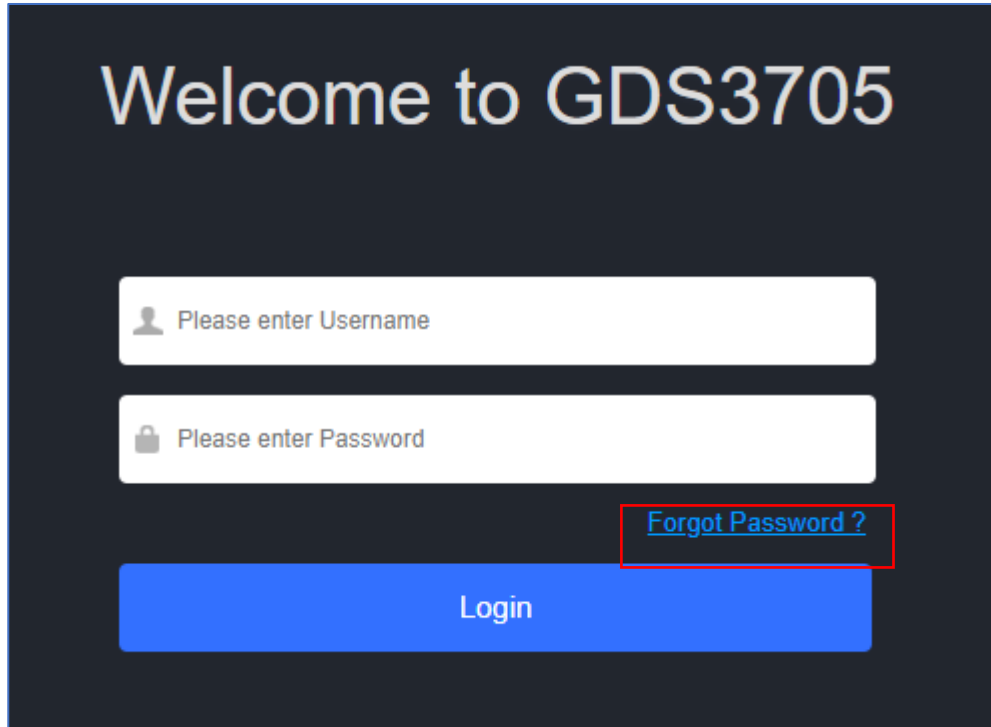 Welcome to GDS3705
Please enter Username
Please enter Password
Forgot Password ?
Login